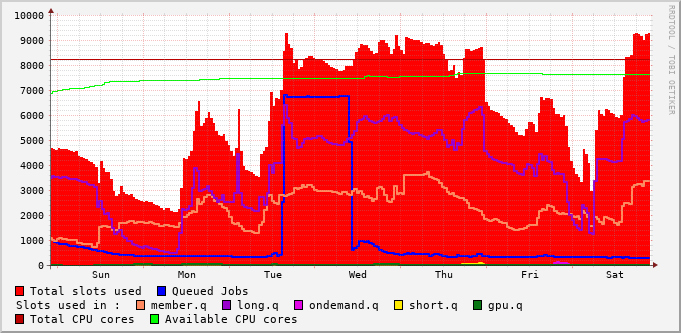 10000
9000
8000
7000
6000
5000
4000
3000
2000
1000
0
Sun Mon Tue Wed Thu Fri Sat
RRDTOOL / TOBI OETIKER
Total slots used Queued Jobs
Slots used in : member.q long.q ondemand.q short.q gpu.q
Total CPU cores Available CPU cores